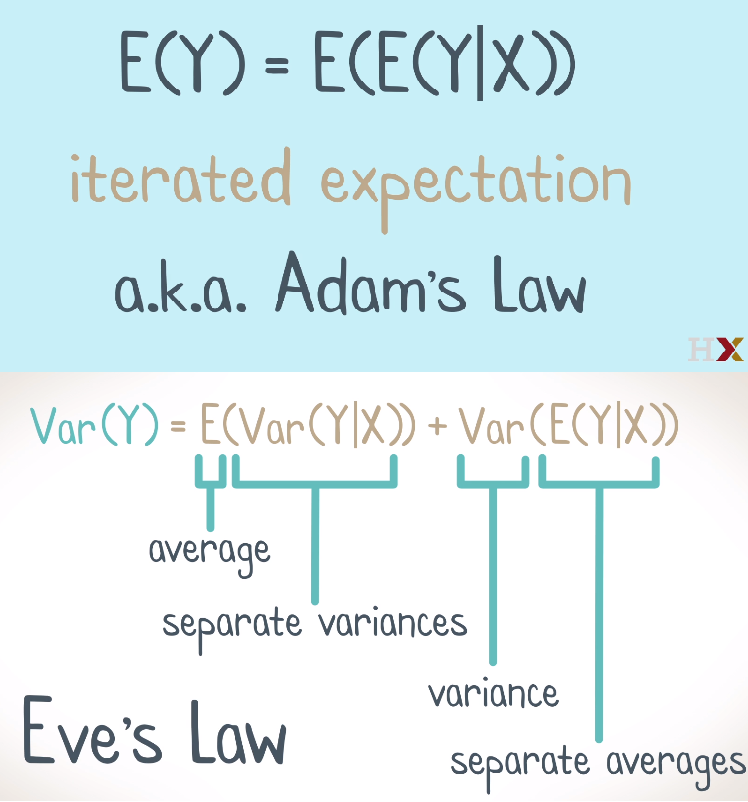 E(Y) = E(E(Y|X))
iterated expectation
a.k.a. Adam's Law
HX
Var(Y) = E(Var(Y|X)) + Var(E(Y|X))
average
separate variances
variance
Eve's Law
separate averages